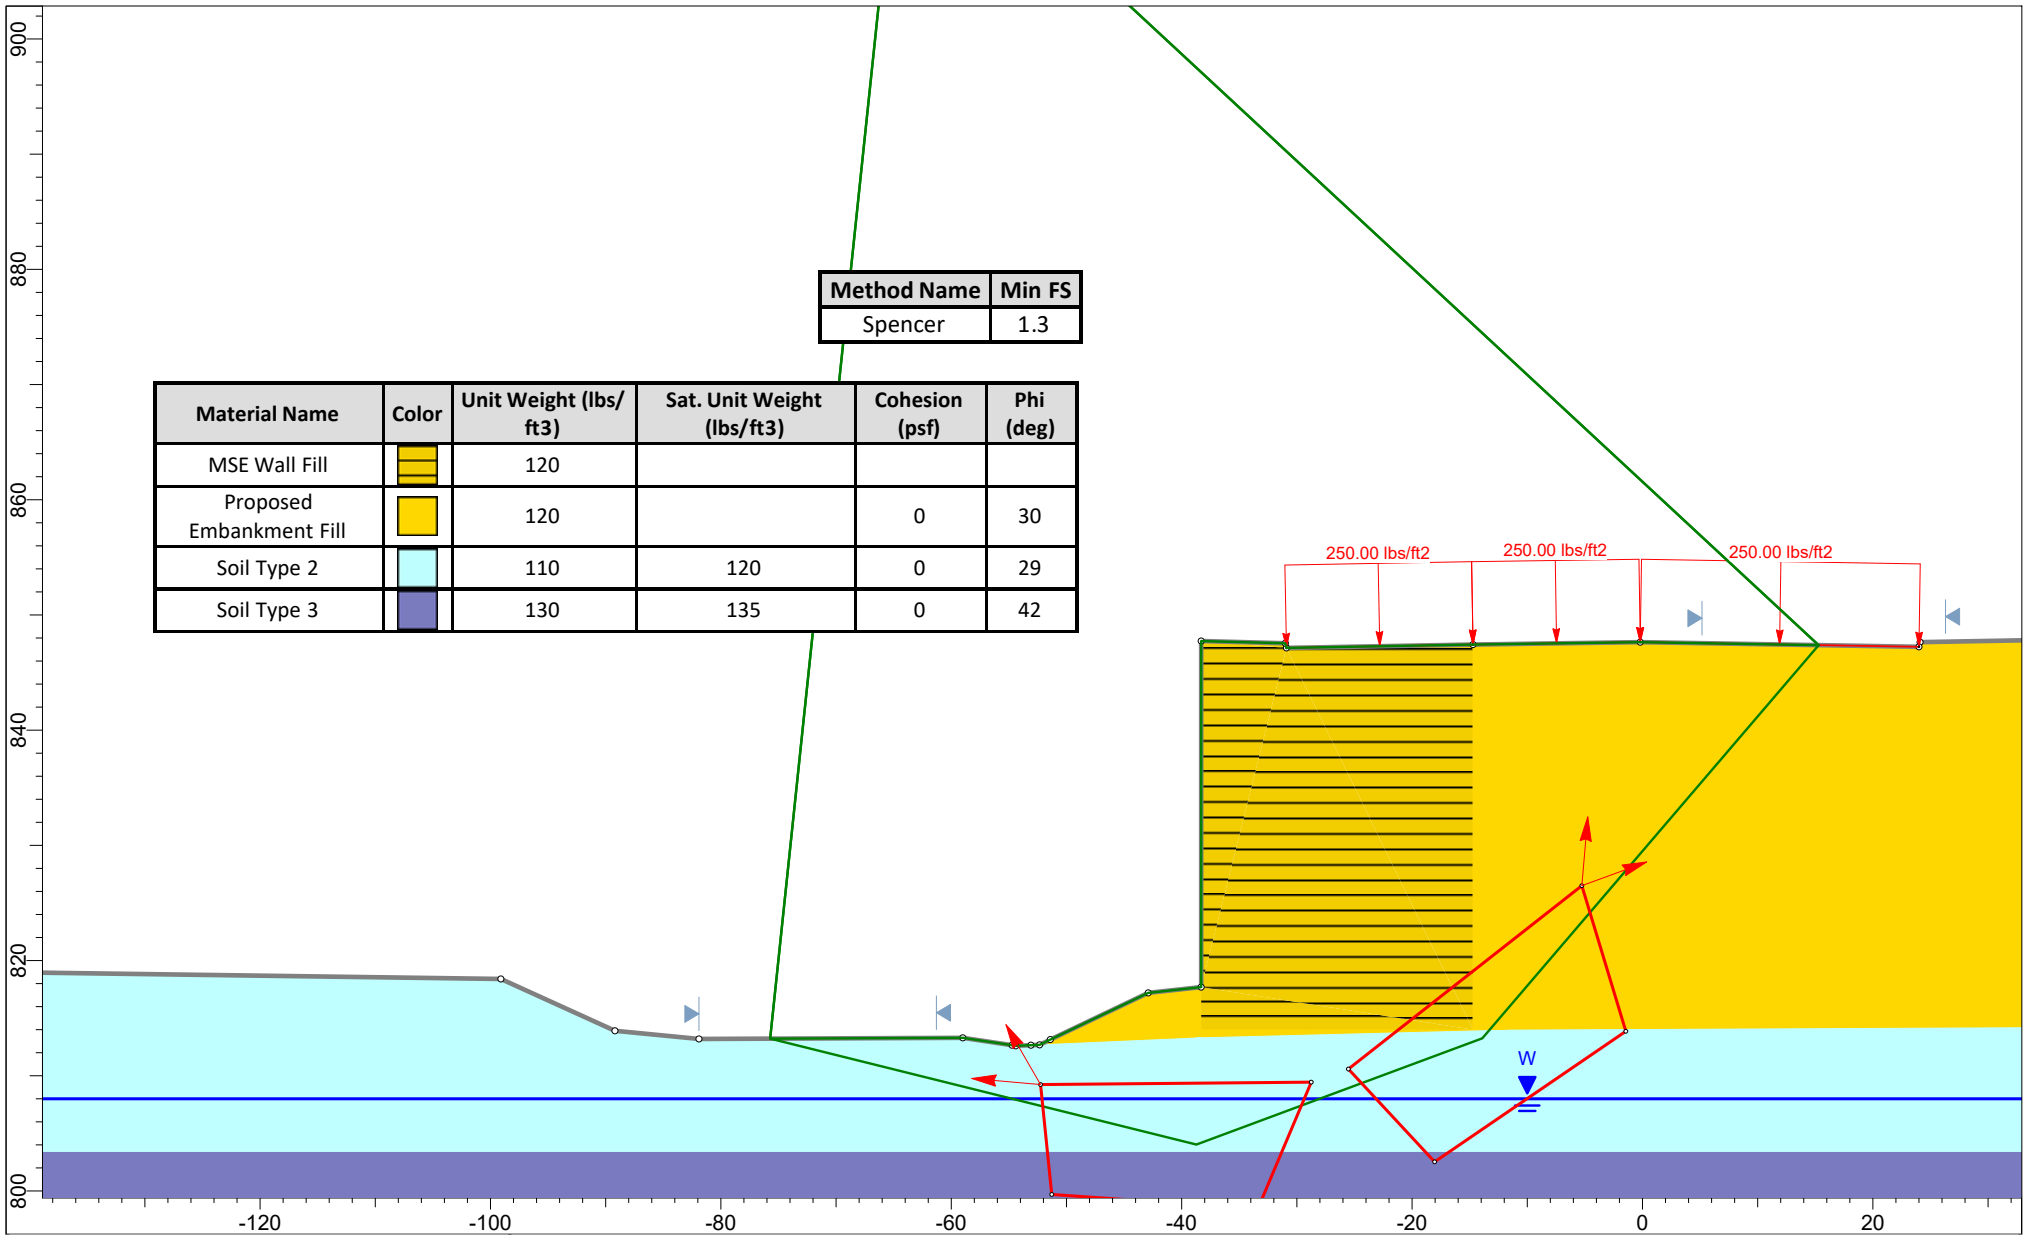 900
880
860
840
820
800
Method Name Min FS
Spencer 1.3
Material Name Color Unit Weight (lbs/ Sat. Unit Weight Cohesion Phi
ft3) (lbs/ft3) (psf) (deg)
MSE Wall Fill 120
Proposed
Embankment Fill 120 0 30
Soil Type 2 110 120 0 29
Soil Type 3 130 135 0 42
250.00 lbs/ft2 250.00 lbs/ft2 250.00 lbs/ft2
W
-120 -100 -80 -60 -40 -20 0 20